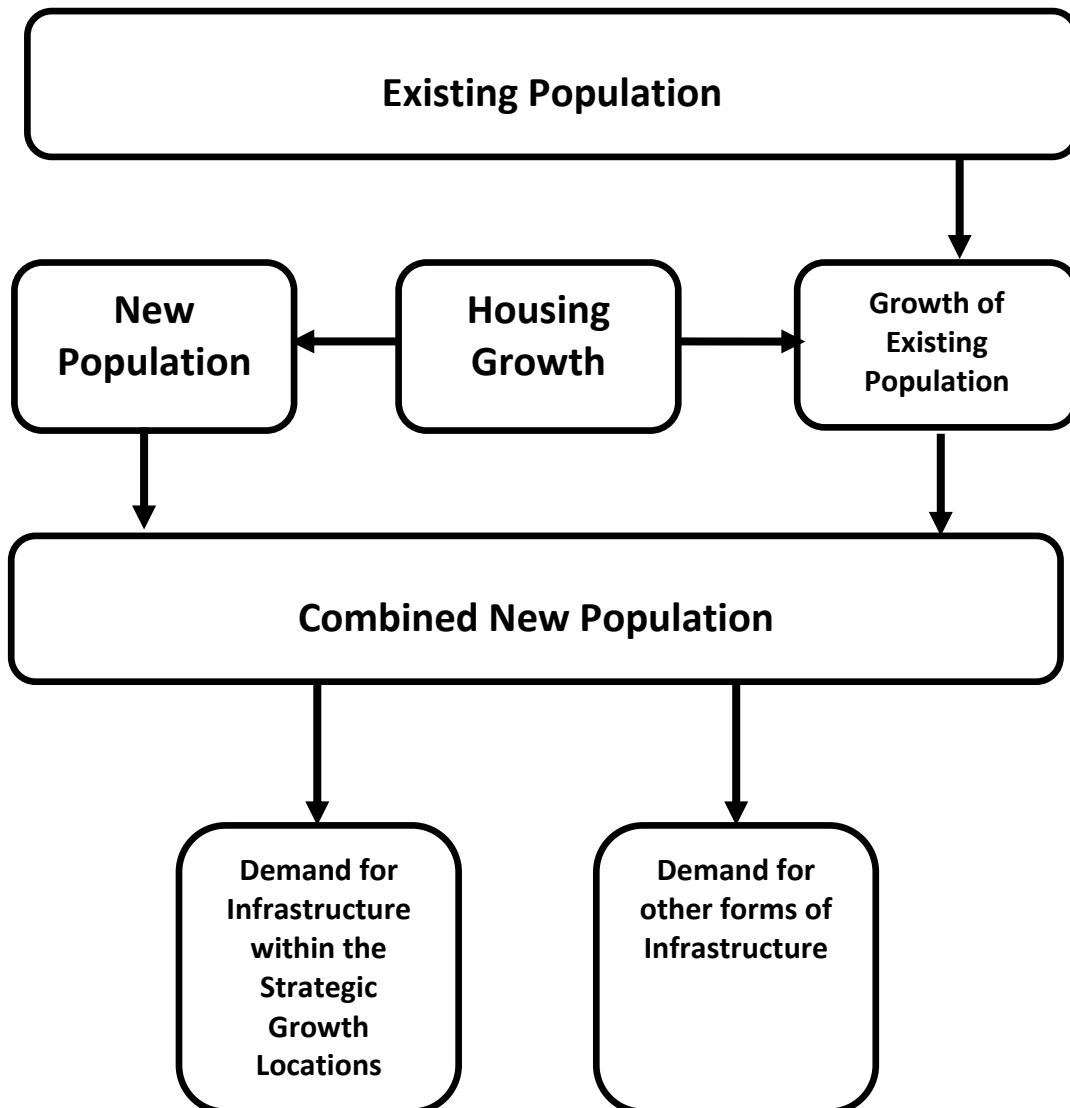 Existing Population
New
Population
Housing
Growth
Growth of
Existing
Population
Combined New Population
Demand for
Infrastructure
within the
Strategic
Growth
Locations
Demand for
other forms of
Infrastructure